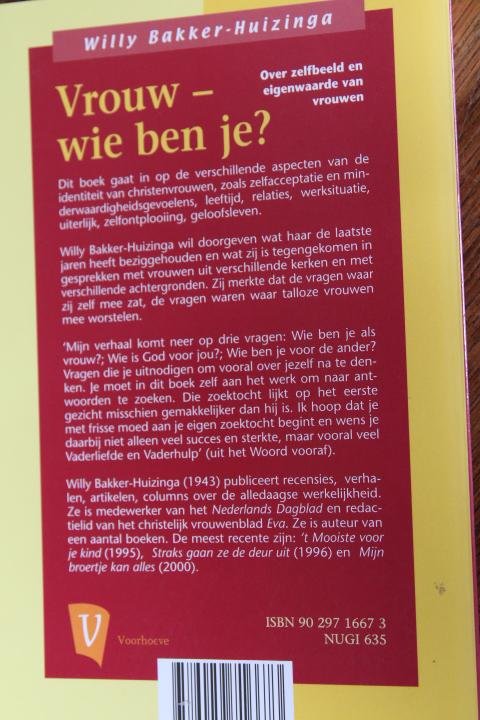 Willy Bakker-Huizinga
Over zelfbeeld en
eigenwaarde van
vrouwen
Vrouw –
wie ben je?
Dit boek gaat in op de verschillende aspecten van de
identiteit van christenvrouwen, zoals zelfacceptatie en min-
derwaardigheidsgevoelens, leeftijd, relaties, werksituatie,
uiterlijk, zelfontplooiing, geloofsleven.
Willy Bakker-Huizinga wil doorgeven wat haar de laatste
jaren heeft beziggehouden en wat zij is tegengekomen in
gesprekken met vrouwen uit verschillende kerken en met
verschillende achtergronden. Zij merkte dat de vragen waar
zij zelf mee zat, de vragen waren waar talloze vrouwen
mee worstelen.
'Mijn verhaal komt neer op drie vragen: Wie ben je als
vrouw?; Wie is God voor jou?; Wie ben je voor de ander?
Vragen die je uitnodigen om vooral over jezelf na te den-
ken. Je moet in dit boek zelf aan het werk om naar ant-
woorden te zoeken. Die zoektocht lijkt op het eerste
gezicht misschien gemakkelijker dan hij is. Ik hoop dat je
met frisse moed aan je eigen zoektocht begint en wens je
daarbij niet alleen veel succes en sterkte, maar vooral veel
Vaderliefde en Vaderhulp' (uit het Woord vooraf).
Willy Bakker-Huizinga (1943) publiceert recensies, verha-
len, artikelen, columns over de alledaagse werkelijkheid.
Ze is medewerker van het Nederlands Dagblad en redac-
tielid van het christelijk vrouwenblad Eva. Ze is auteur van
een aantal boeken. De meest recente zijn: 't Mooiste voor
je kind (1995), Straks gaan ze de deur uit (1996) en Mijn
broertje kan alles (2000).
V
Voorhoeve
ISBN 90 297 1667 3
NUGI 635